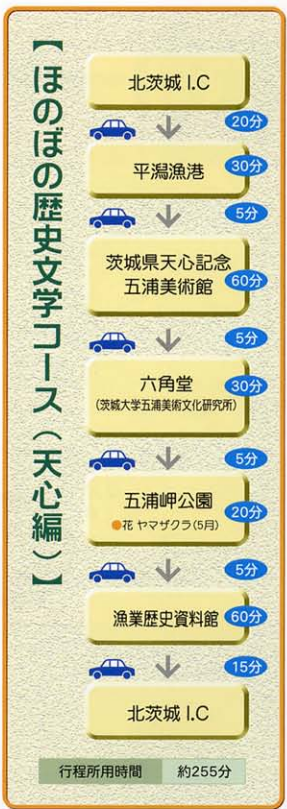 【ほのぼの歴史文学コース(天心編)】
北茨城 I.C
20分
平潟漁港
30分
5分
茨城県天心記念
五浦美術館
60分
5分
六角堂
(茨城大学五浦美術文化研究所)
30分
5分
五浦岬公園
●花 ヤマザクラ(5月)
20分
5分
漁業歴史資料館
60分
15分
北茨城 I.C
行程所用時間 約255分